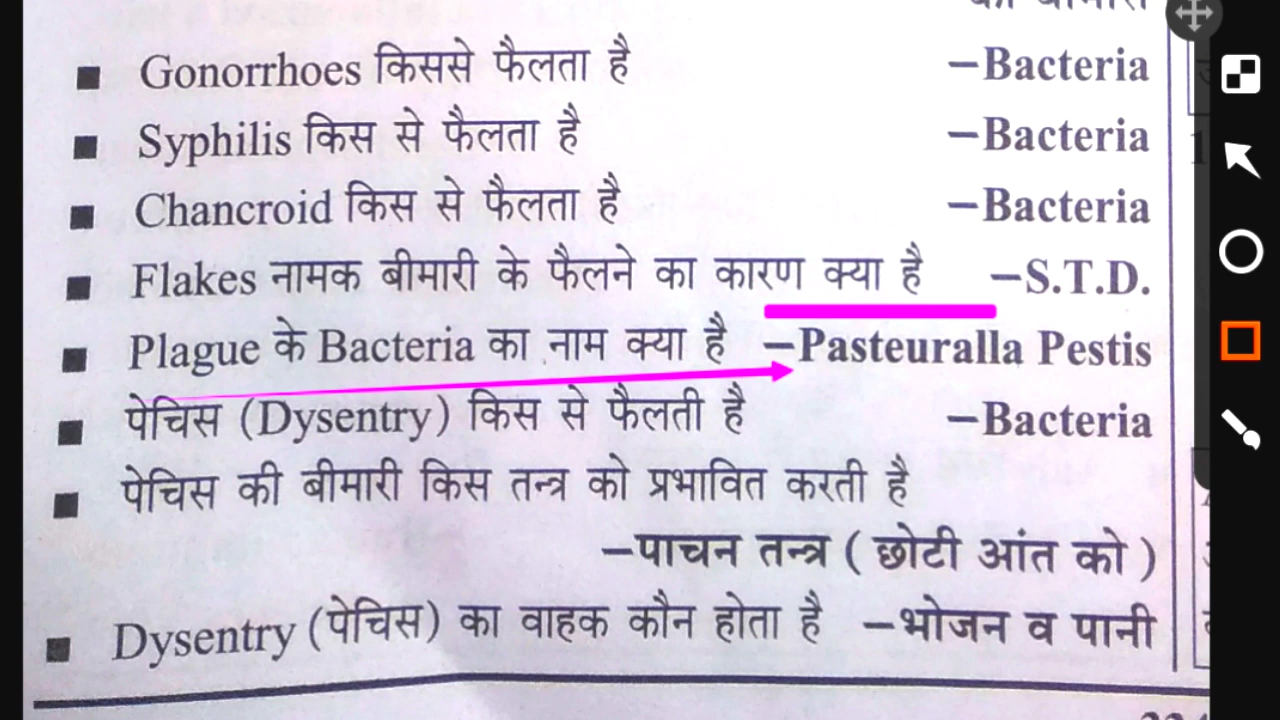 Gonorrhoes किससे फैलता है –Bacteria
Syphilis किस से फैलता है –Bacteria
Chancroid किस से फैलता है –Bacteria
Flakes नामक बीमारी के फैलने का कारण क्या है –S.T.D.
Plague के Bacteria का नाम क्या है –Pasteuralla Pestis
पेचिस (Dysentry) किस से फैलती है –Bacteria
पेचिस की बीमारी किस तन्त्र को प्रभावित करती है
–पाचन तन्त्र ( छोटी आंत को )
Dysentry (पेचिस) का वाहक कौन होता है –भोजन व पानी